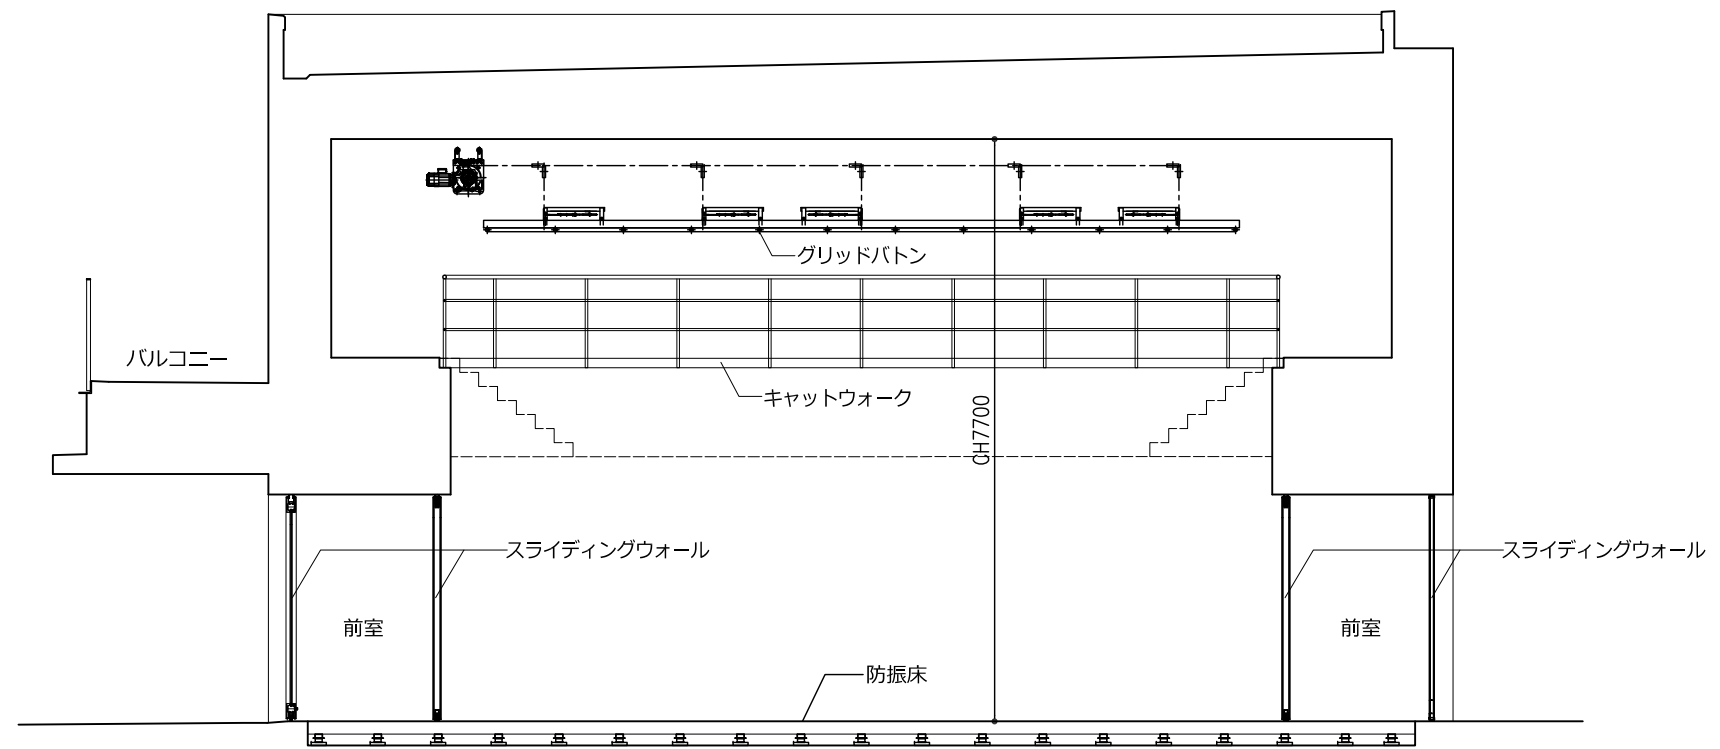 グリッドバトン
バルコニー
キャットウォーク
CH7700
スライディングウォール
スライディングウォール
前室
前室
防振床